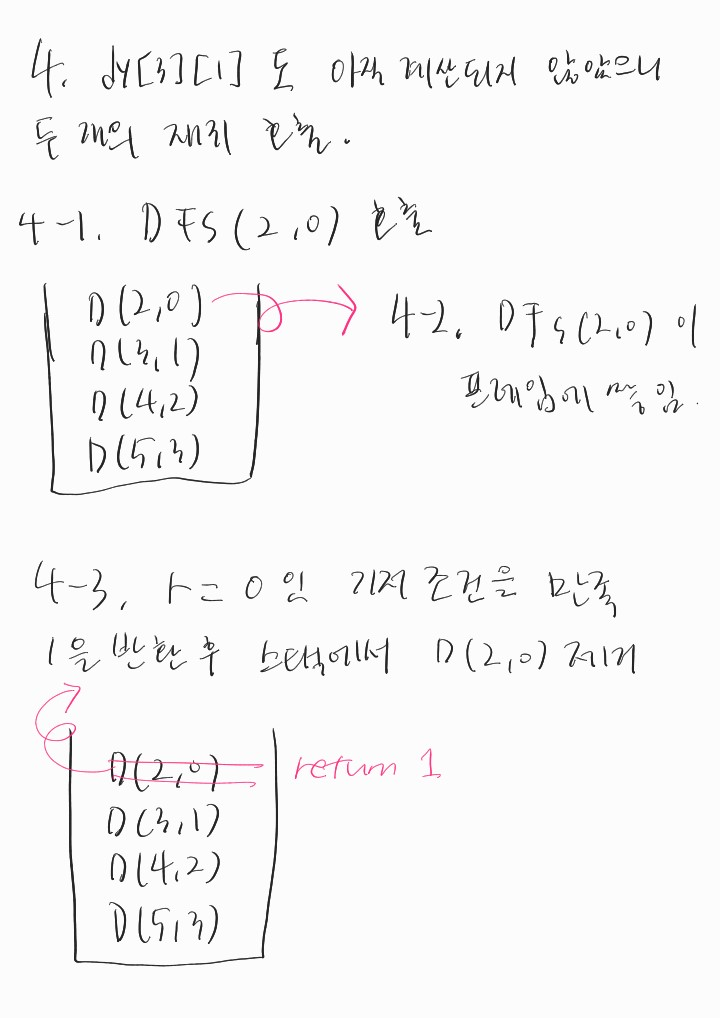 4. dy[3][1] 도 아직 계산되지 않았으니
두 개의 재귀 호출.
4-1. DFS(2,0) 호출
D(2,0)
D(3,1)
D(4,2)
D(5,3)
4-2. DFS(2,0) 이
프레임에 쌓임.
4-3. r=0인 기저 조건을 만족
1을 반환한 후 스택에서 D(2,0) 제거
D(2,0) return 1
D(3,1)
D(4,2)
D(5,3)